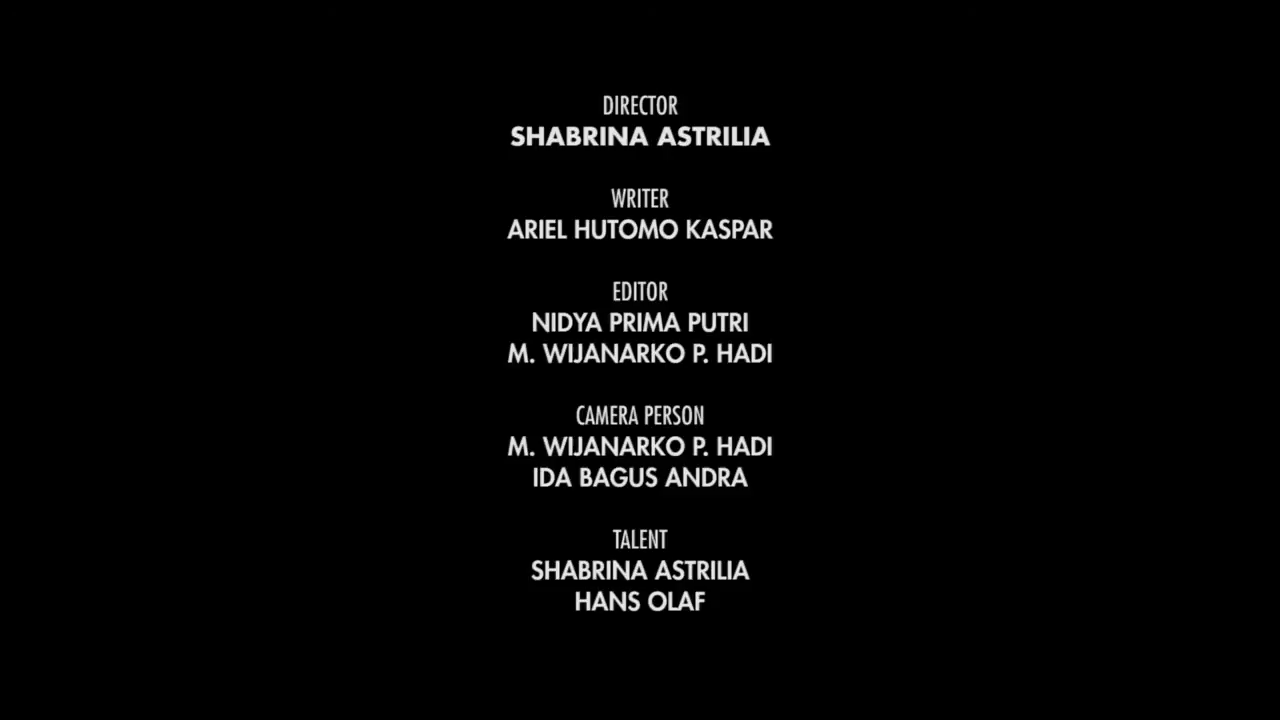 DIRECTOR
SHABRINA ASTRILIA
WRITER
ARIEL HUTOMO KASPAR
EDITOR
NIDYA PRIMA PUTRI
M. WIJANARKO P. HADI
CAMERA PERSON
M. WIJANARKO P. HADI
IDA BAGUS ANDRA
TALENT
SHABRINA ASTRILIA
HANS OLAF